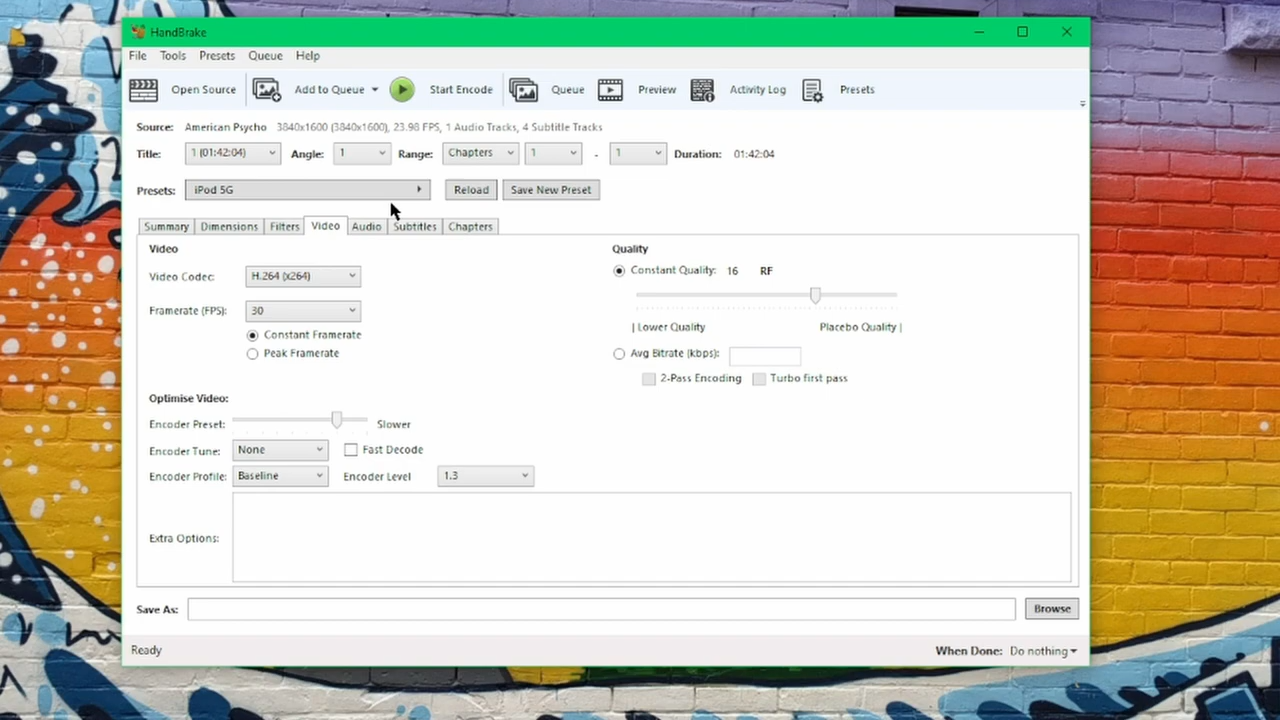 HandBrake
File Tools Presets Queue Help
Open Source Add to Queue Start Encode Queue Preview Activity Log Presets
Source: American Psycho 3840x1600 (3840x1600), 23.98 FPS, 1 Audio Tracks, 4 Subtitle Tracks
Title: 1 (01:42:04) Angle: 1 Range: Chapters 1 - 1 Duration: 01:42:04
Presets: iPod 5G Reload Save New Preset
Summary Dimensions Filters Video Audio Subtitles Chapters
Video Quality
Video Codec: H.264 (x264) Constant Quality: 16 RF
Framerate (FPS): 30
| Lower Quality Placebo Quality |
Constant Framerate
Peak Framerate Avg Bitrate (kbps):
2-Pass Encoding Turbo first pass
Optimise Video:
Encoder Preset: Slower
Encoder Tune: None Fast Decode
Encoder Profile: Baseline Encoder Level 1.3
Extra Options:
Save As: Browse
Ready When Done: Do nothing